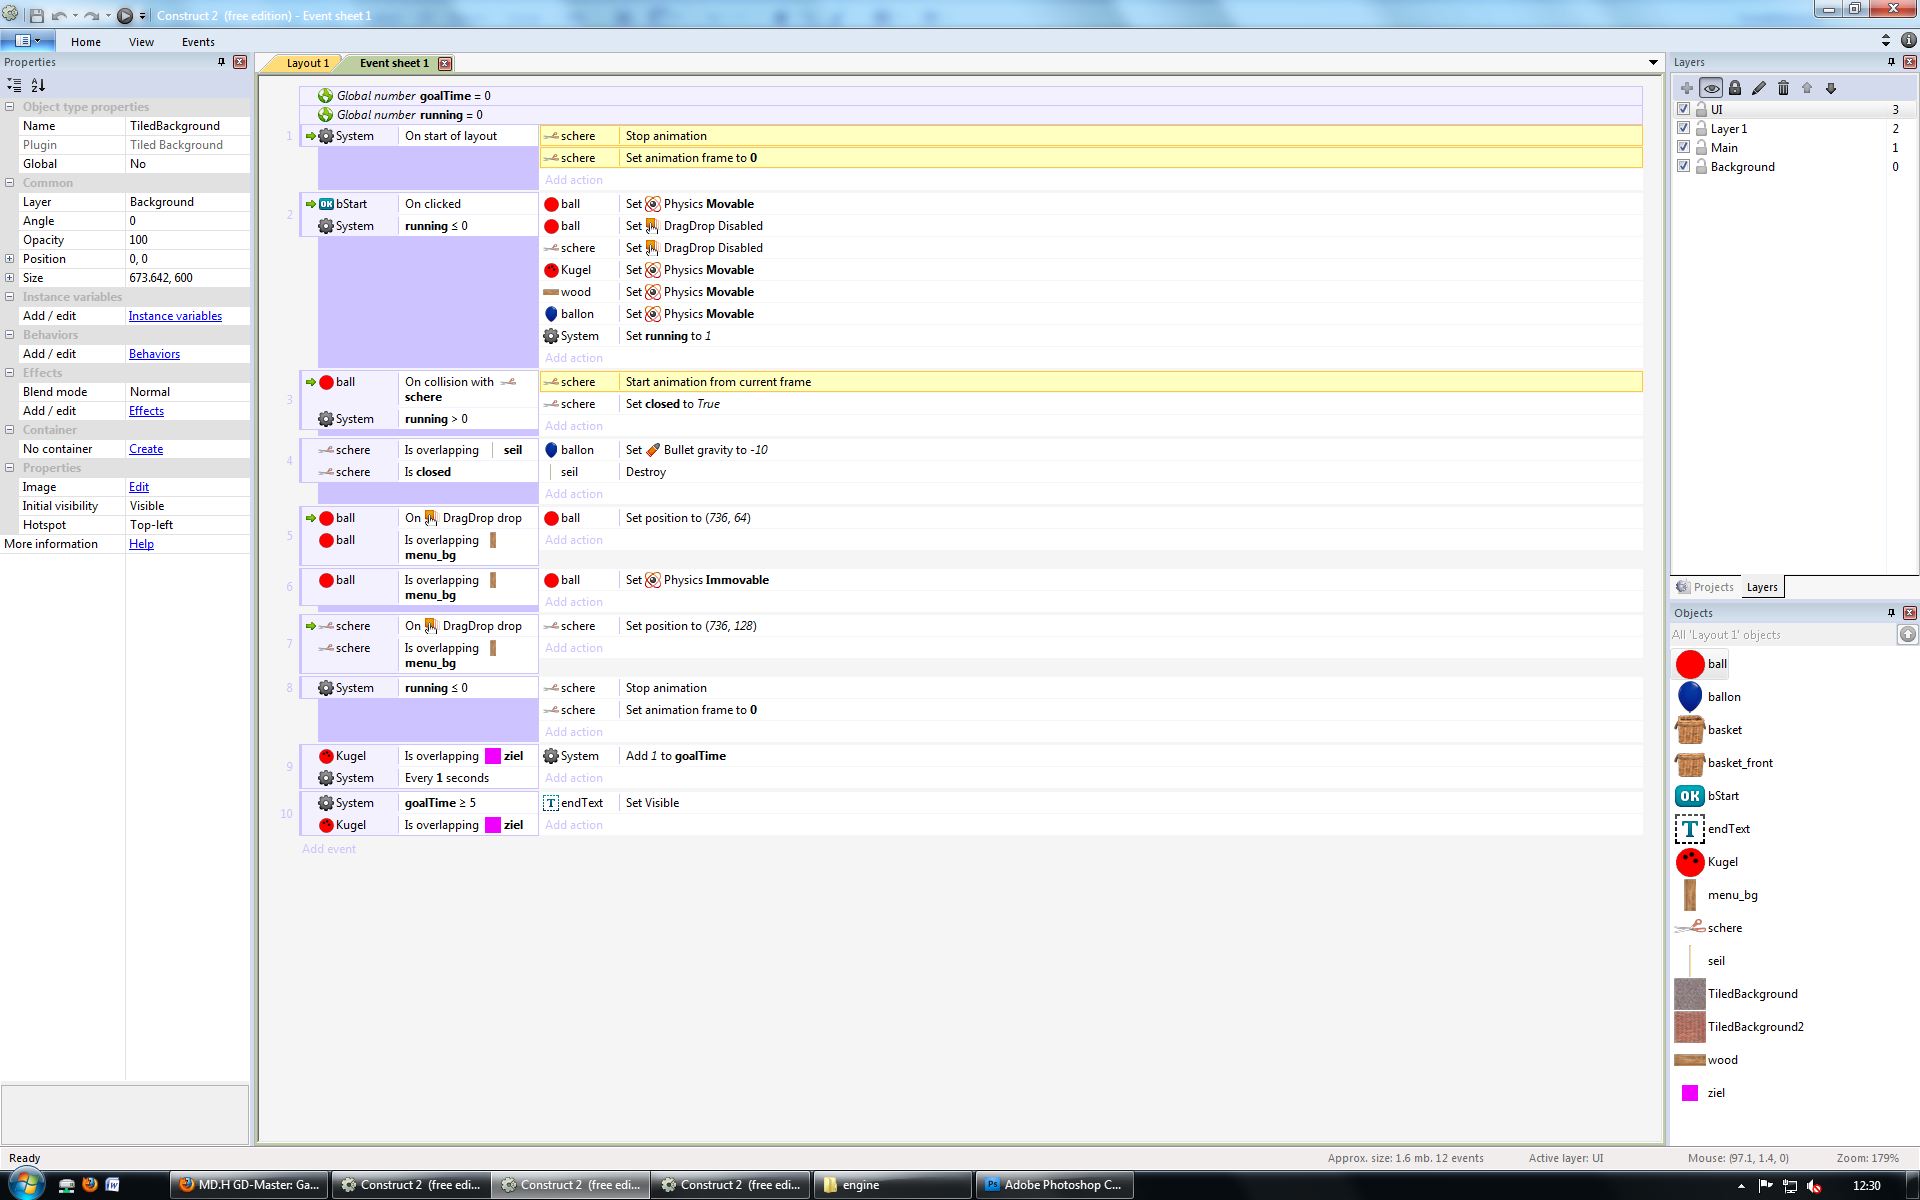 Construct 2  (free edition) - Event sheet 1
Home View Events
Properties
Object type properties
Name TiledBackground
Plugin Tiled Background
Global No
Common
Layer Background
Angle 0
Opacity 100
Position 0, 0
Size 673.642, 600
Instance variables
Add / edit Instance variables
Behaviors
Add / edit Behaviors
Effects
Blend mode Normal
Add / edit Effects
Container
No container Create
Properties
Image Edit
Initial visibility Visible
Hotspot Top-left
More information Help
Layout 1 Event sheet 1
Global number goalTime = 0
Global number running = 0
1 System On start of layout schere Stop animation
schere Set animation frame to 0
Add action
2 bStart On clicked ball Set Physics Movable
System running ≤ 0 ball Set DragDrop Disabled
schere Set DragDrop Disabled
Kugel Set Physics Movable
wood Set Physics Movable
ballon Set Physics Movable
System Set running to 1
Add action
3 ball On collision with schere schere Start animation from current frame
schere Set closed to True
System running > 0 Add action
4 schere Is overlapping seil ballon Set Bullet gravity to -10
schere Is closed seil Destroy
Add action
5 ball On DragDrop drop ball Set position to (736, 64)
ball Is overlapping menu_bg Add action
6 ball Is overlapping menu_bg ball Set Physics Immovable
Add action
7 schere On DragDrop drop schere Set position to (736, 128)
schere Is overlapping menu_bg Add action
8 System running ≤ 0 schere Stop animation
schere Set animation frame to 0
Add action
9 Kugel Is overlapping ziel System Add 1 to goalTime
System Every 1 seconds Add action
10 System goalTime ≥ 5 endText Set Visible
Kugel Is overlapping ziel Add action
Add event
Layers
UI 3
Layer 1 2
Main 1
Background 0
Projects Layers
Objects
All 'Layout 1' objects
ball
ballon
basket
basket_front
OK bStart
T endText
Kugel
menu_bg
schere
seil
TiledBackground
TiledBackground2
wood
ziel
Ready Approx. size: 1.6 mb. 12 events Active layer: UI Mouse: (97.1, 1.4, 0) Zoom: 179%
MD.H GD-Master: Ga... Construct 2  (free edi... Construct 2  (free edi... Construct 2  (free edi... engine Ps Adobe Photoshop C... 12:30